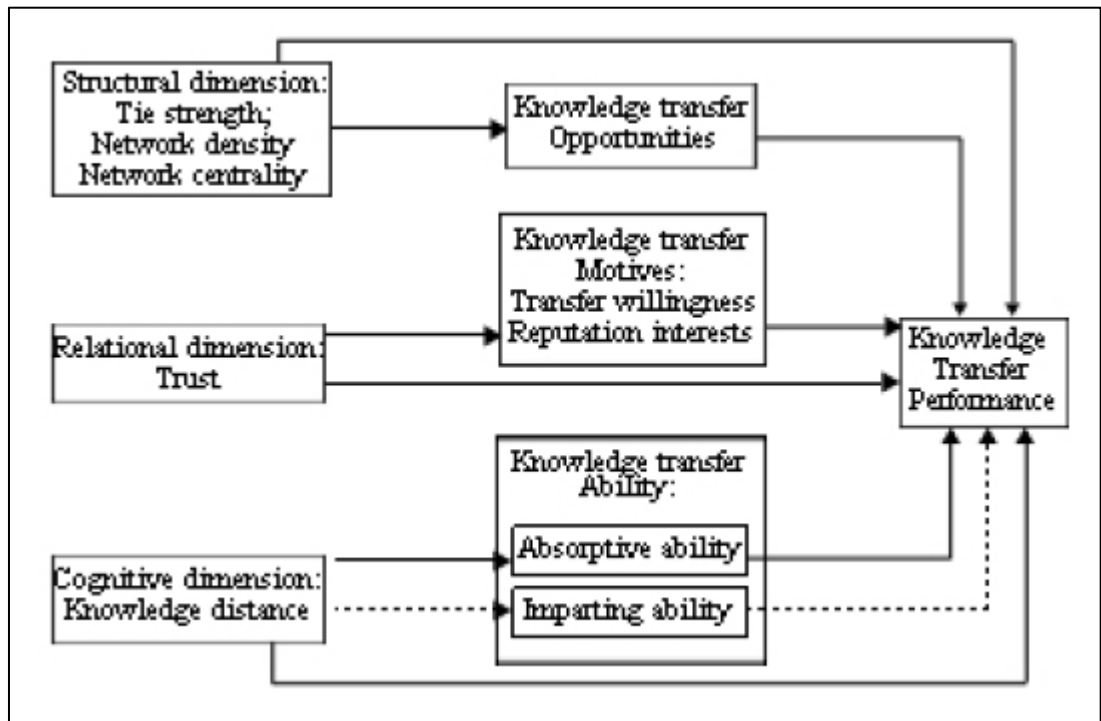 Structural dimension:
Tie strength;
Network density
Network centrality
Knowledge transfer
Opportunities
Knowledge transfer
Motives:
Transfer willingness
Reputation interests
Relational dimension:
Trust
Knowledge
Transfer
Performance
Knowledge transfer
Ability:
Absorptive ability
Imparting ability
Cognitive dimension:
Knowledge distance